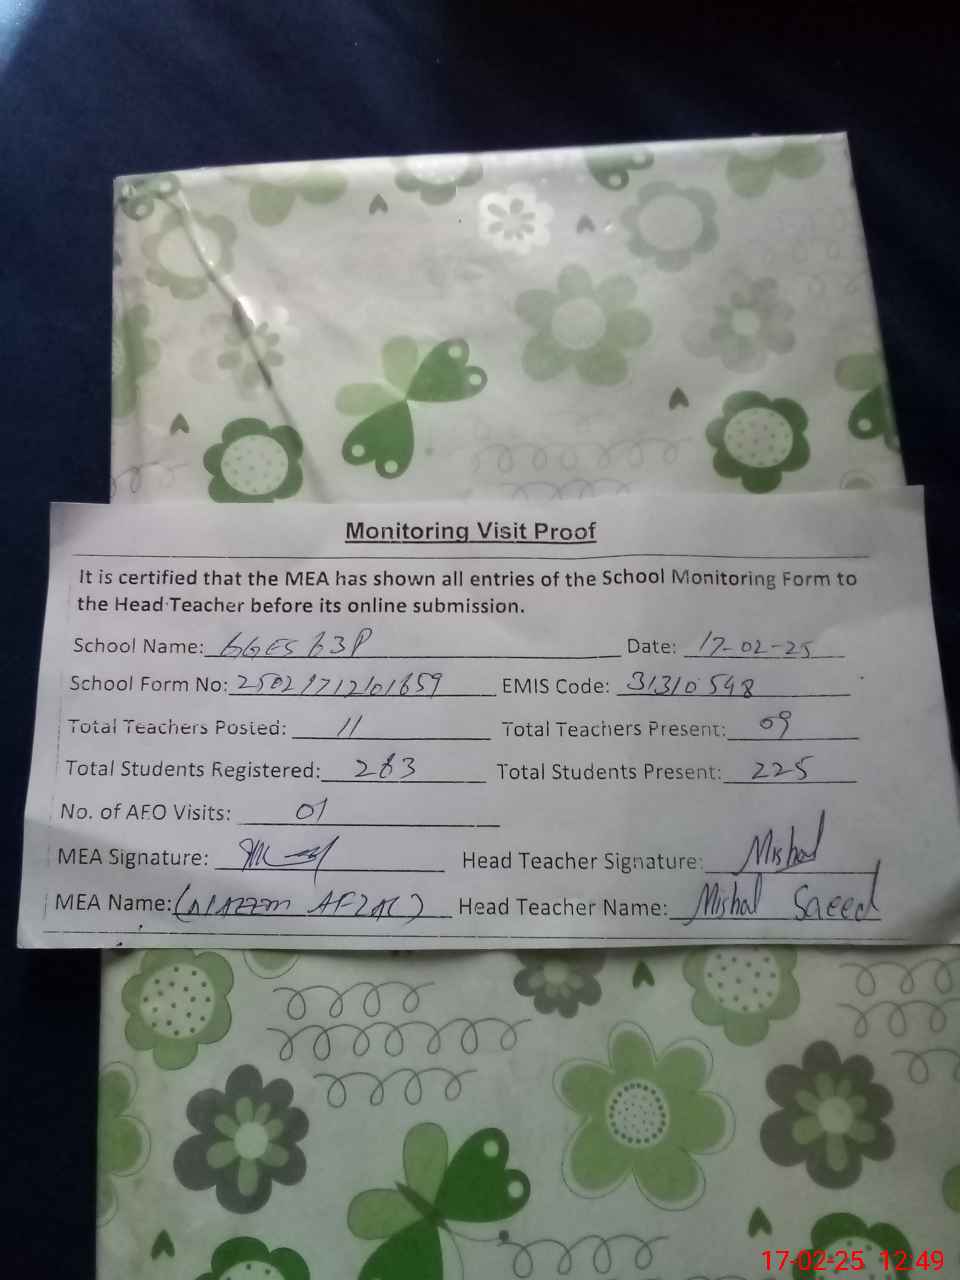 Monitoring Visit Proof
It is certified that the MEA has shown all entries of the School Monitoring Form to
the Head Teacher before its online submission.
School Name: GGES 63P Date: 17-02-25
School Form No: EMIS Code: 31310548
Total Teachers Posted: 11 Total Teachers Present: 09
Total Students Registered: 283 Total Students Present: 225
No. of AEO Visits: 01
MEA Signature: Head Teacher Signature: Mishal
MEA Name: AFZAL) Head Teacher Name: Mishal Saeed
17-02-25 12:49